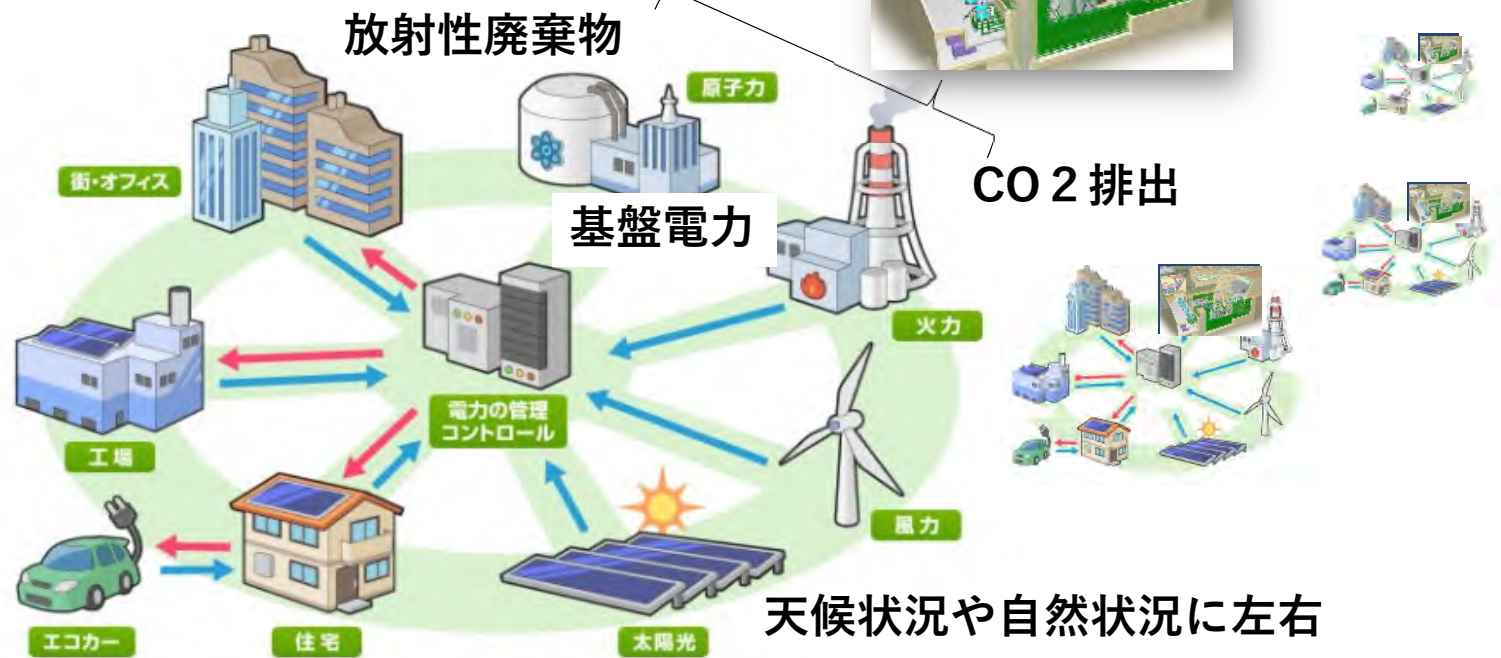 放射性廃棄物
原子力
街・オフィス
CO２排出
基盤電力
火力
電力の管理
コントロール
工場
風力
天候状況や自然状況に左右
エコカー
住宅
太陽光